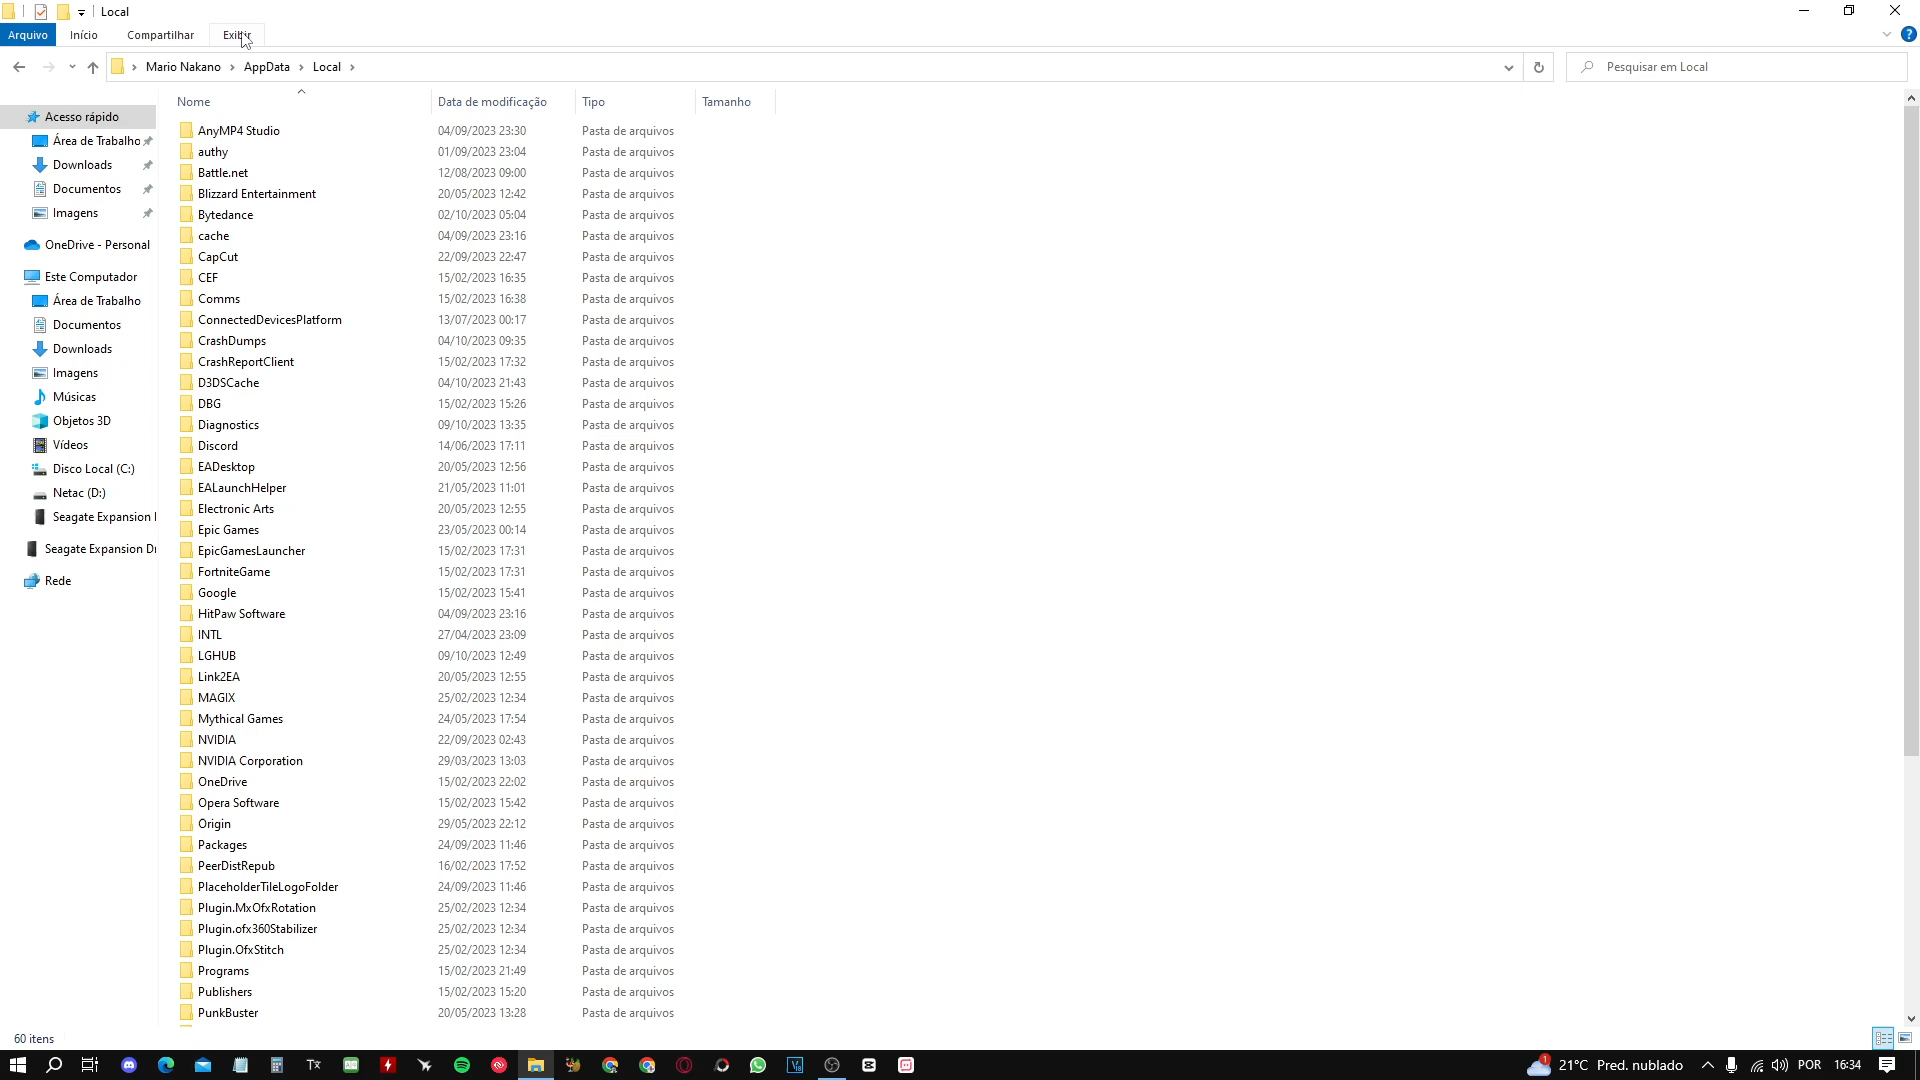 Local
Arquivo Início Compartilhar Exibir
Mario Nakano AppData Local
Pesquisar em Local
Nome Data de modificação Tipo Tamanho
Acesso rápido
Área de Trabalho
Downloads
Documentos
Imagens
OneDrive - Personal
Este Computador
Área de Trabalho
Documentos
Downloads
Imagens
Músicas
Objetos 3D
Vídeos
Disco Local (C:)
Netac (D:)
Seagate Expansion
Seagate Expansion
Rede
AnyMP4 Studio 04/09/2023 23:30 Pasta de arquivos
authy 01/09/2023 23:04 Pasta de arquivos
Battle.net 12/08/2023 09:00 Pasta de arquivos
Blizzard Entertainment 20/05/2023 12:42 Pasta de arquivos
Bytedance 02/10/2023 05:04 Pasta de arquivos
cache 04/09/2023 23:16 Pasta de arquivos
CapCut 22/09/2023 22:47 Pasta de arquivos
CEF 15/02/2023 16:35 Pasta de arquivos
Comms 15/02/2023 16:38 Pasta de arquivos
ConnectedDevicesPlatform 13/07/2023 00:17 Pasta de arquivos
CrashDumps 04/10/2023 09:35 Pasta de arquivos
CrashReportClient 15/02/2023 17:32 Pasta de arquivos
D3DSCache 04/10/2023 21:43 Pasta de arquivos
DBG 15/02/2023 15:26 Pasta de arquivos
Diagnostics 09/10/2023 13:35 Pasta de arquivos
Discord 14/06/2023 17:11 Pasta de arquivos
EADesktop 20/05/2023 12:56 Pasta de arquivos
EALaunchHelper 21/05/2023 11:01 Pasta de arquivos
Electronic Arts 20/05/2023 12:55 Pasta de arquivos
Epic Games 23/05/2023 00:14 Pasta de arquivos
EpicGamesLauncher 15/02/2023 17:31 Pasta de arquivos
FortniteGame 15/02/2023 17:31 Pasta de arquivos
Google 15/02/2023 15:41 Pasta de arquivos
HitPaw Software 04/09/2023 23:16 Pasta de arquivos
INTL 27/04/2023 23:09 Pasta de arquivos
LGHUB 09/10/2023 12:49 Pasta de arquivos
Link2EA 20/05/2023 12:55 Pasta de arquivos
MAGIX 25/02/2023 12:34 Pasta de arquivos
Mythical Games 24/05/2023 17:54 Pasta de arquivos
NVIDIA 22/09/2023 02:43 Pasta de arquivos
NVIDIA Corporation 29/03/2023 13:03 Pasta de arquivos
OneDrive 15/02/2023 22:02 Pasta de arquivos
Opera Software 15/02/2023 15:42 Pasta de arquivos
Origin 29/05/2023 22:12 Pasta de arquivos
Packages 24/09/2023 11:46 Pasta de arquivos
PeerDistRepub 16/02/2023 17:52 Pasta de arquivos
PlaceholderTileLogoFolder 24/09/2023 11:46 Pasta de arquivos
Plugin.MxOfxRotation 25/02/2023 12:34 Pasta de arquivos
Plugin.ofx360Stabilizer 25/02/2023 12:34 Pasta de arquivos
Plugin.OfxStitch 25/02/2023 12:34 Pasta de arquivos
Programs 15/02/2023 21:49 Pasta de arquivos
Publishers 15/02/2023 15:20 Pasta de arquivos
PunkBuster 20/05/2023 13:28 Pasta de arquivos
60 itens
1 21°C Pred. nublado POR 16:34